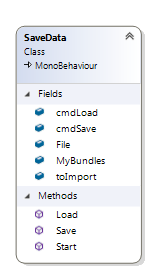 SaveData
Class
MonoBehaviour
Fields
cmdLoad
cmdSave
File
MyBundles
toImport
Methods
Load
Save
Start